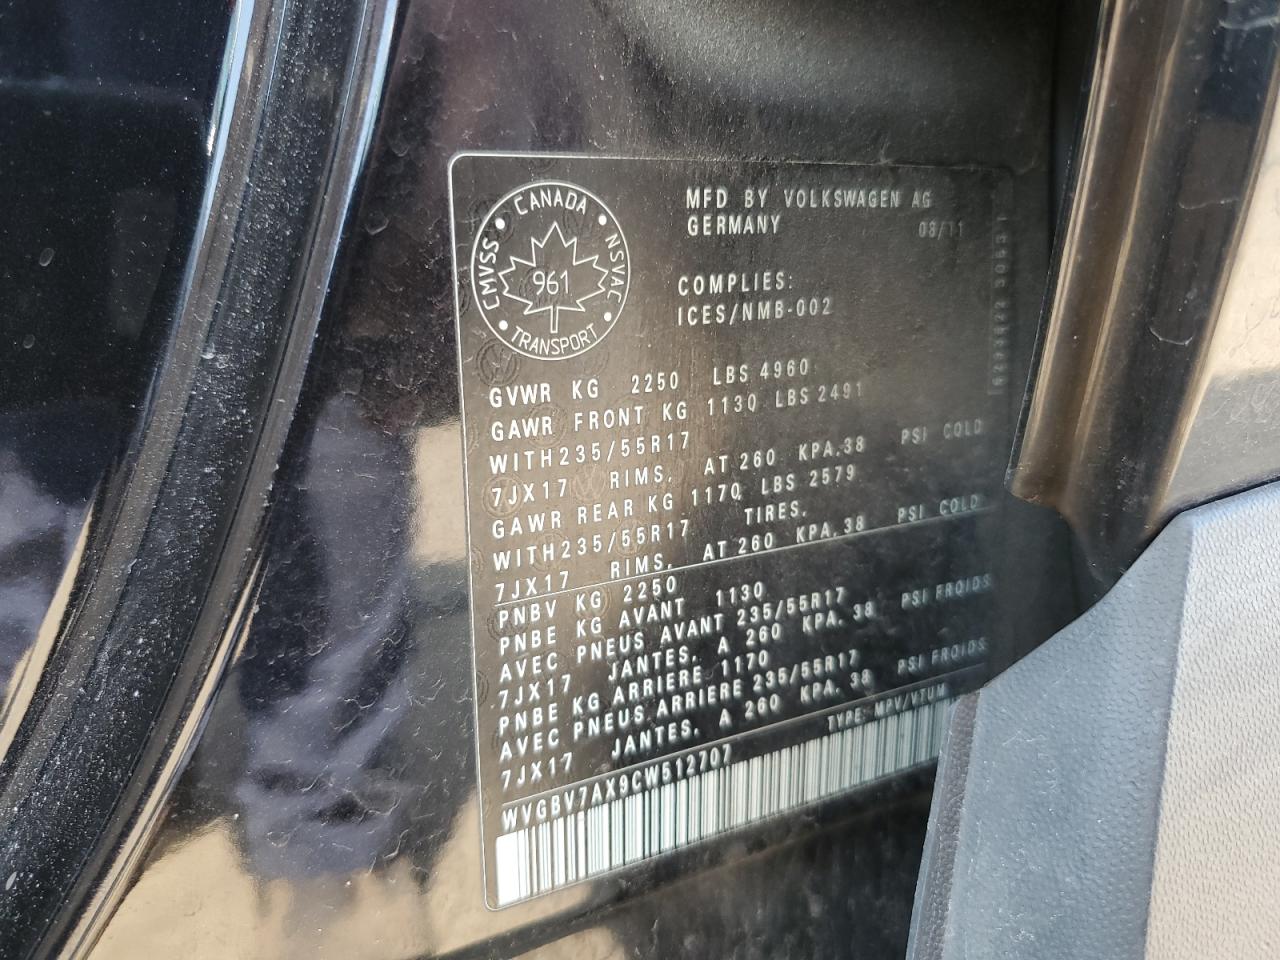 CANADA
CMVSS
NSVAC
TRANSPORT
961
MFD BY VOLKSWAGEN AG
GERMANY 08/11
COMPLIES:
ICES/NMB-002
GVWR KG 2250 LBS 4960
GAWR FRONT KG 1130 LBS 2491
WITH235/55R17
7JX17 RIMS, AT 260 KPA.38 PSI COLD
GAWR REAR KG 1170 LBS 2579
WITH235/55R17 TIRES,
7JX17 RIMS, AT 260 KPA.38 PSI COLD
PNBV KG 2250
PNBE KG AVANT 1130
AVEC PNEUS AVANT 235/55R17
7JX17 JANTES, A 260 KPA. 38 PSI FROIDS
PNBE KG ARRIERE 1170
AVEC PNEUS ARRIERE 235/55R17
7JX17 JANTES, A 260 KPA. 38 PSI FROIDS
WVGBV7AX9CW512707 TYPE: MPV/VTUM